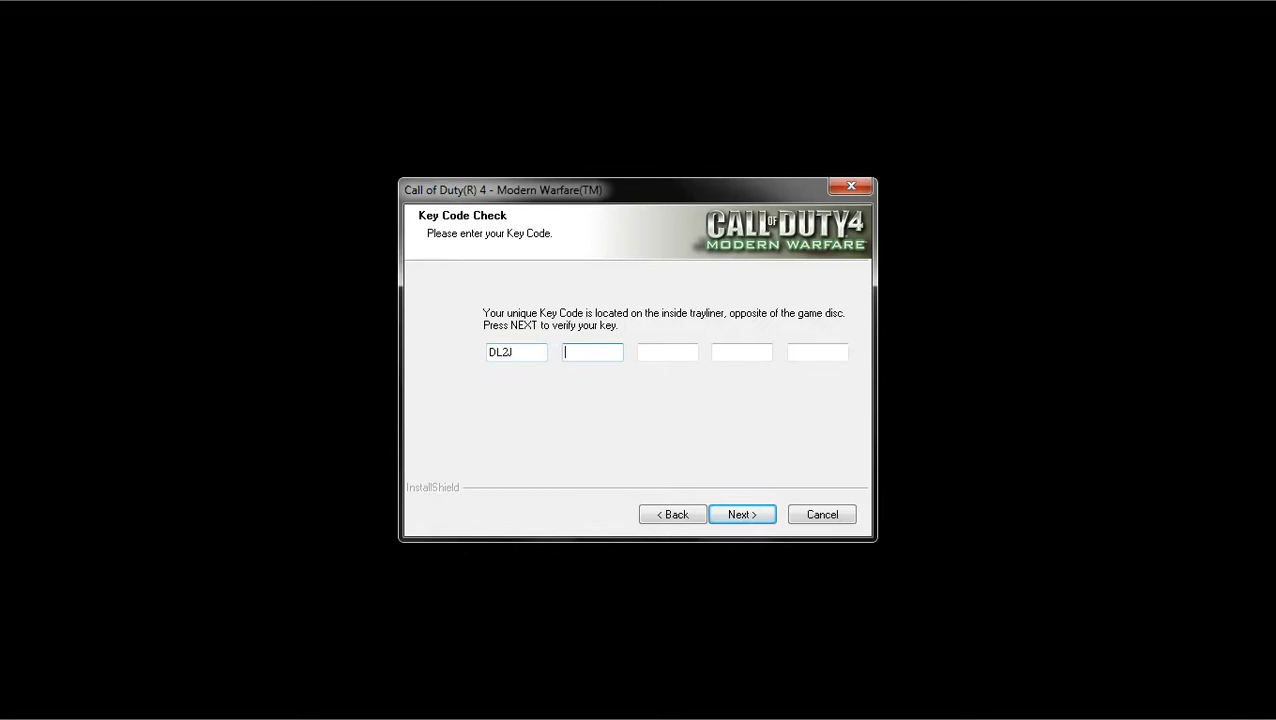 Call of Duty(R) 4 - Modern Warfare(TM)
Key Code Check
Please enter your Key Code.
CALL OF DUTY 4
MODERN WARFARE
Your unique Key Code is located on the inside trayliner, opposite of the game disc.
Press NEXT to verify your key.
DL2J
InstallShield
< Back Next > Cancel